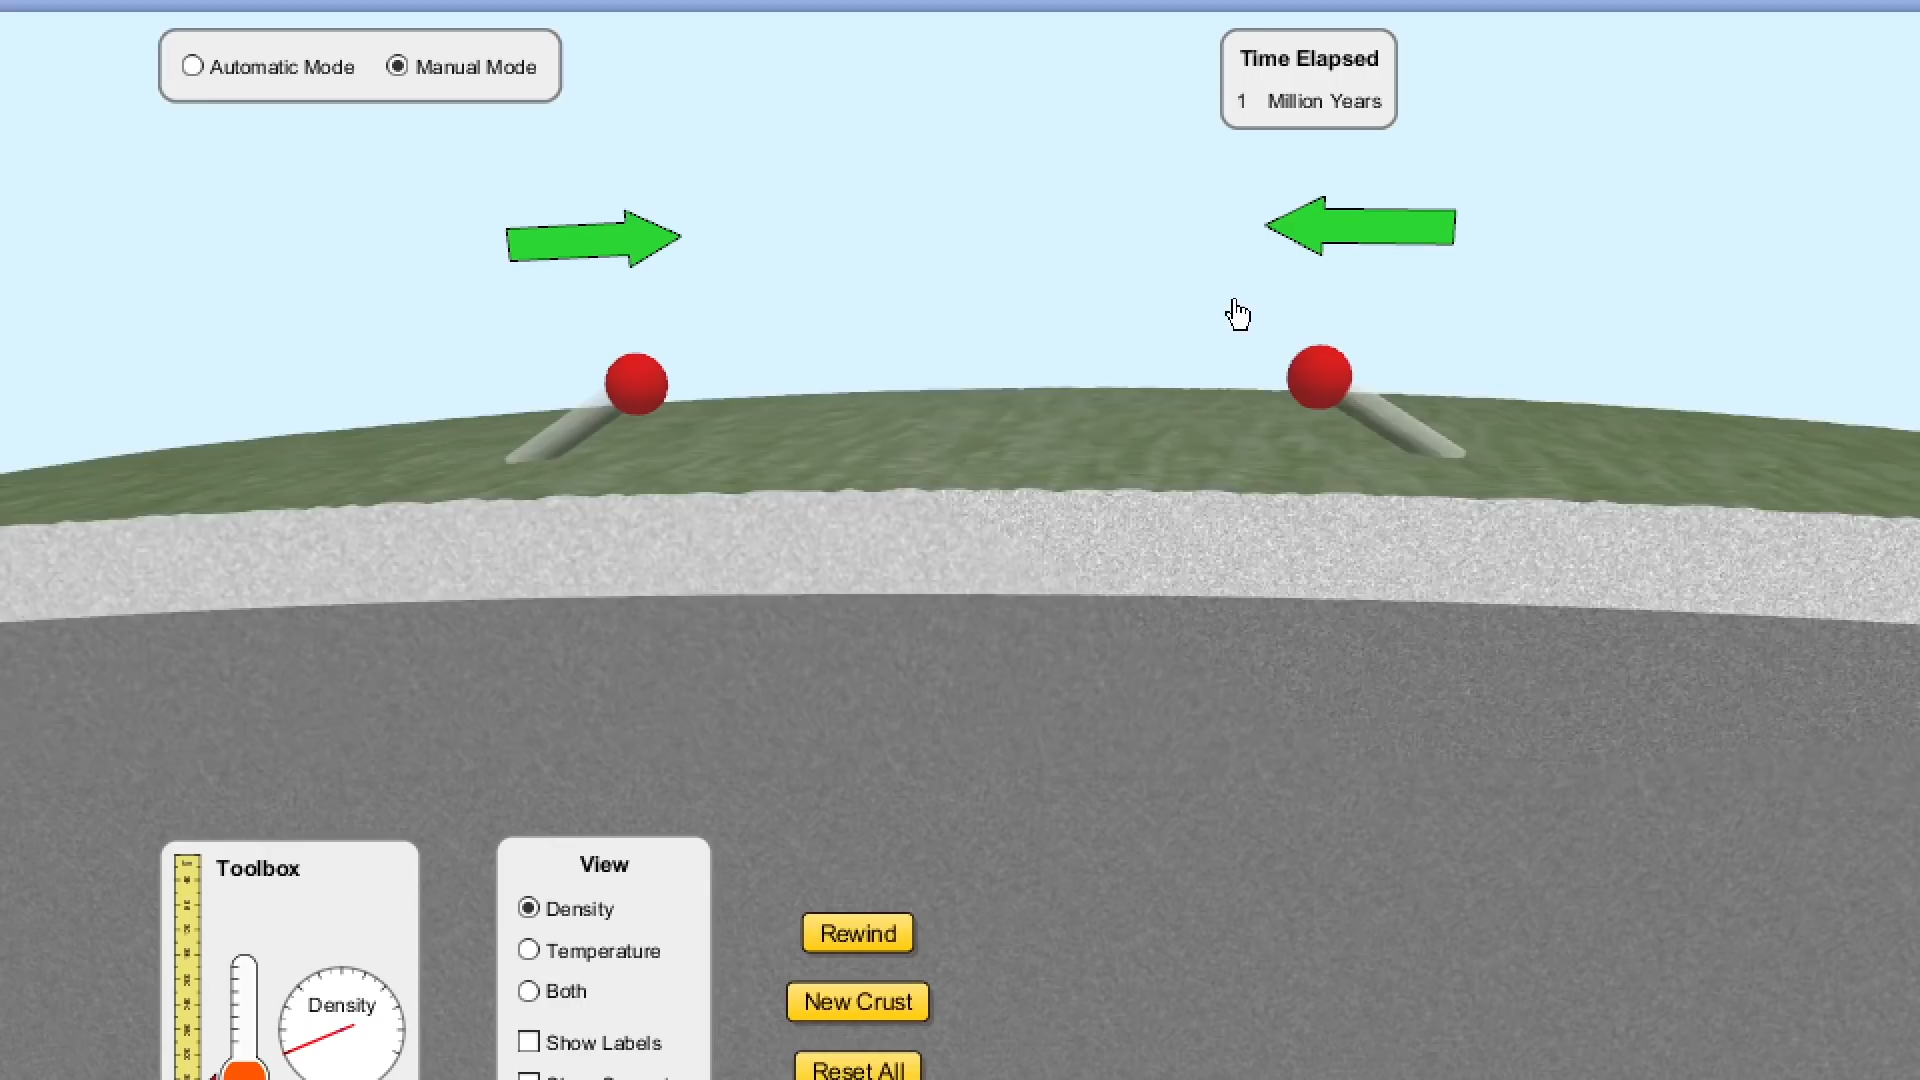 Automatic Mode
Manual Mode
Time Elapsed
1 Million Years
Toolbox
Density
View
Density
Temperature
Both
Show Labels
Rewind
New Crust
Reset All